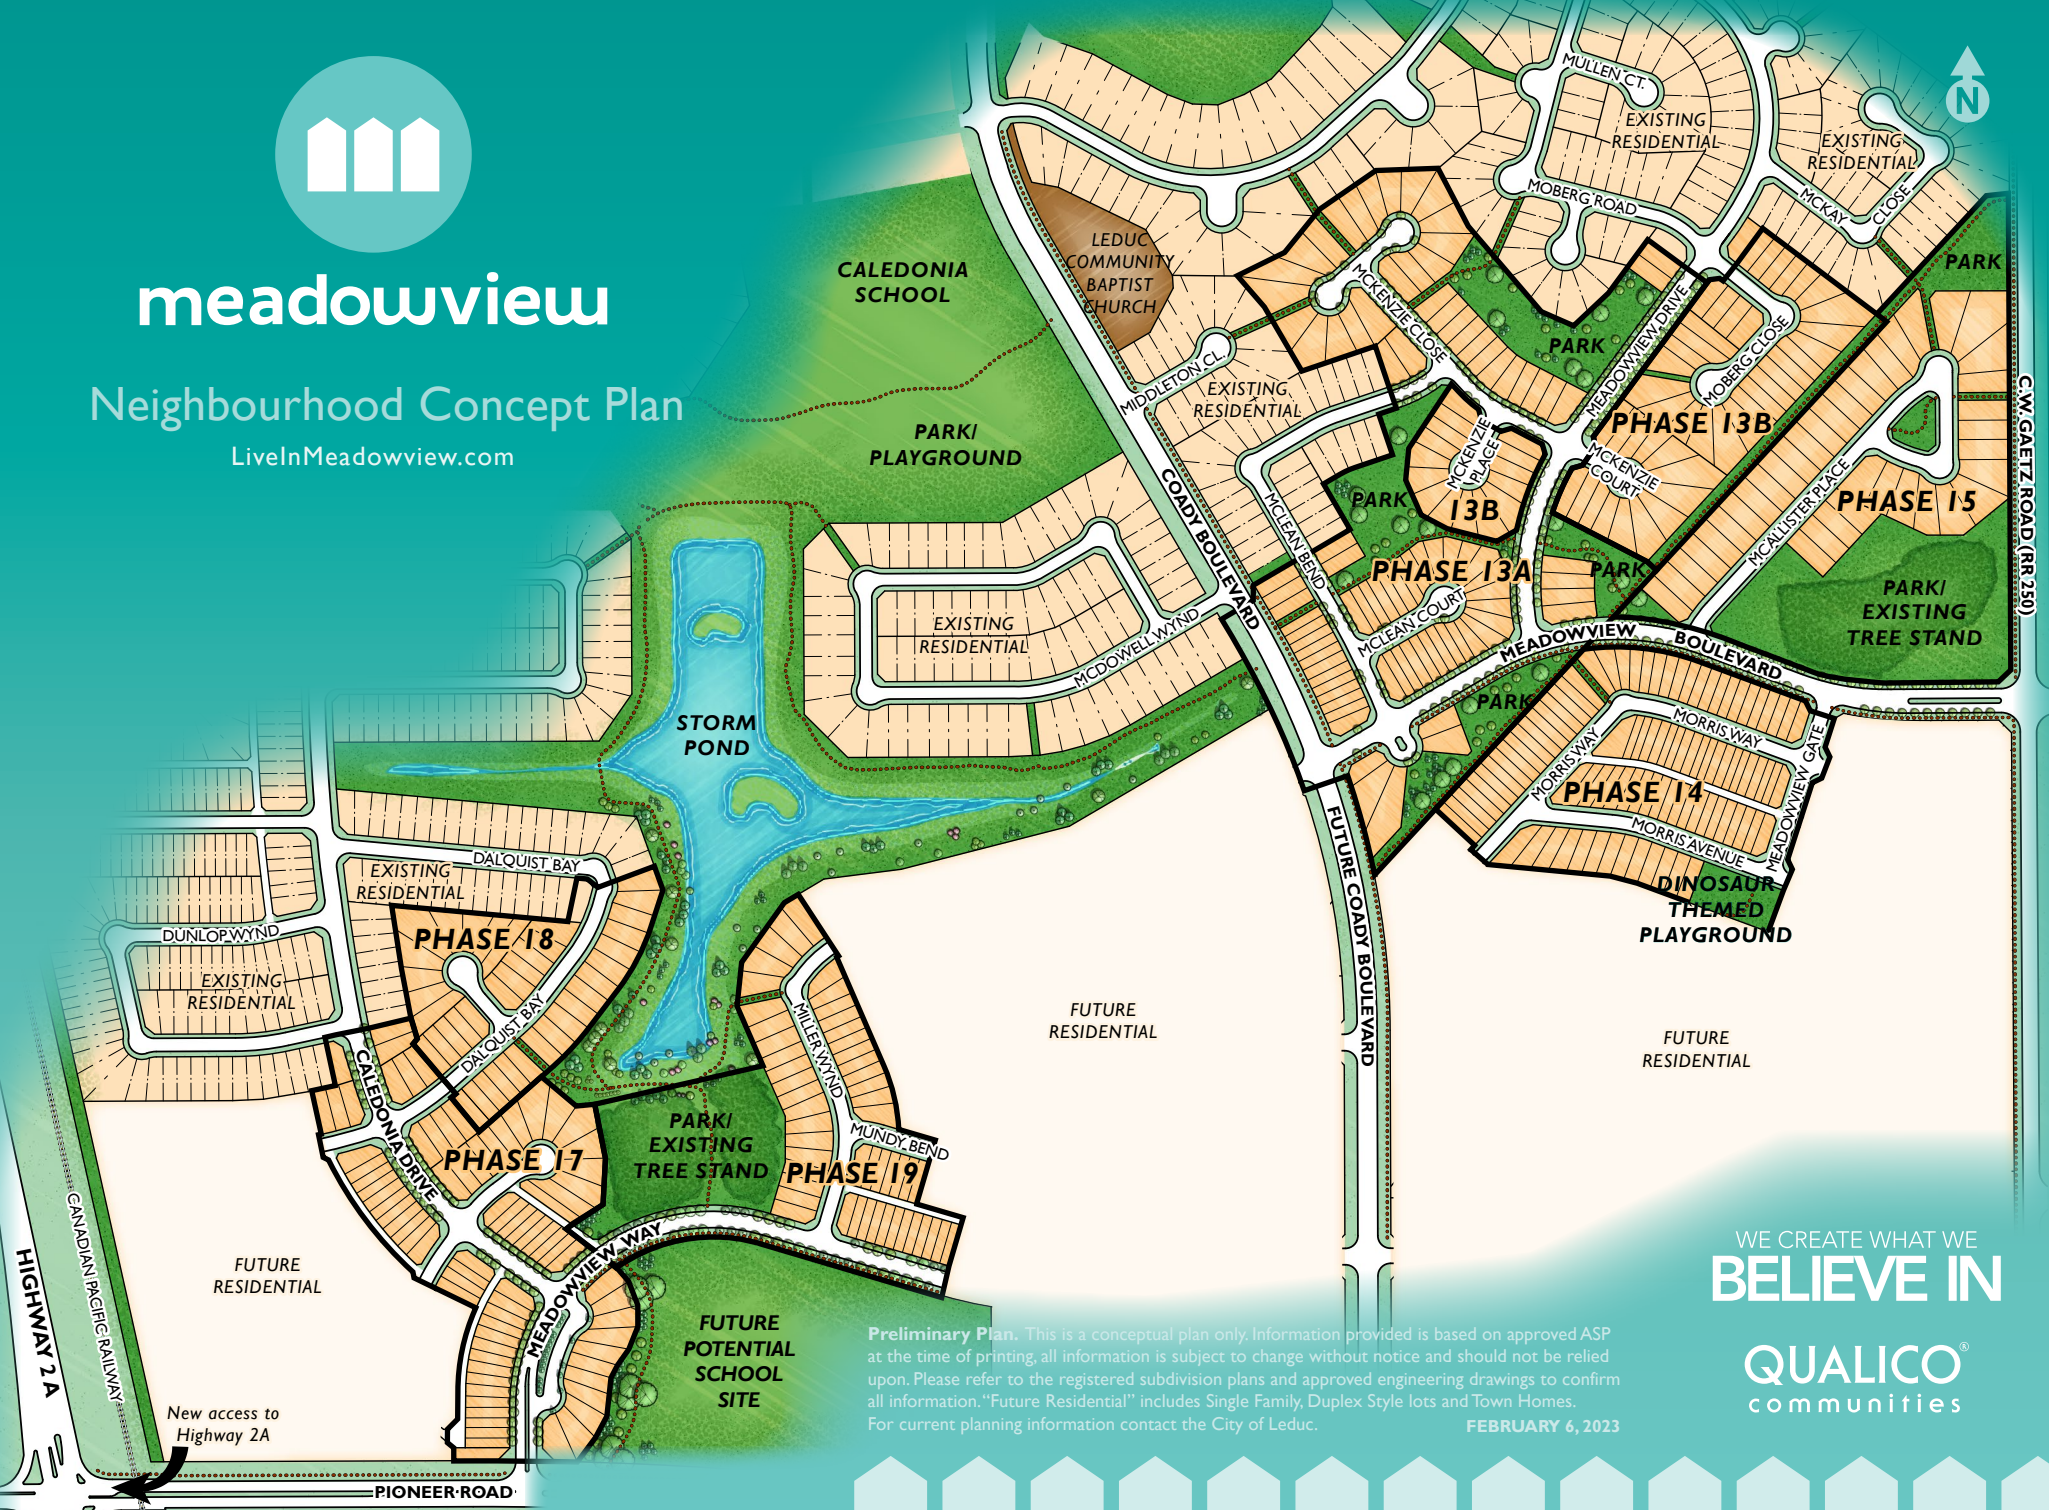 meadowview
Neighbourhood Concept Plan
LiveInMeadowview.com
N
MULLEN CT.
EXISTING
RESIDENTIAL
EXISTING
RESIDENTIAL
MOBERG ROAD
MCKAY CLOSE
PARK
LEDUC
COMMUNITY
BAPTIST
CHURCH
CALEDONIA
SCHOOL
MCKENZIE CLOSE
PARK
MEADOWVIEW DRIVE
MOBERG CLOSE
MIDDLETON CL.
EXISTING
RESIDENTIAL
PHASE 13B
C.W. GAETZ ROAD (RR 250)
PARK/
PLAYGROUND
MCKENZIE
PLACE
MCKENZIE
COURT
COADY BOULEVARD
PARK
13B
MCALLISTER PLACE
PHASE 15
MCLEAN BEND
PHASE 13A
PARK
MCLEAN COURT
PARK/
EXISTING
TREE STAND
EXISTING
RESIDENTIAL
MCDOWELL WYND
MEADOWVIEW BOULEVARD
PARK
STORM
POND
MORRIS WAY
MORRIS WAY
MEADOWVIEW GATE
PHASE 14
MORRIS AVENUE
DINOSAUR
THEMED
PLAYGROUND
FUTURE COADY BOULEVARD
DALQUIST BAY
EXISTING
RESIDENTIAL
PHASE 18
DUNLOP WYND
EXISTING
RESIDENTIAL
DALQUIST BAY
FUTURE
RESIDENTIAL
FUTURE
RESIDENTIAL
MILLER WYND
CALEDONIA DRIVE
PARK/
EXISTING
TREE STAND
MUNDY BEND
PHASE 17
PHASE 19
CANADIAN PACIFIC RAILWAY
HIGHWAY 2A
FUTURE
RESIDENTIAL
MEADOWVIEW WAY
FUTURE
POTENTIAL
SCHOOL
SITE
New access to
Highway 2A
PIONEER ROAD
WE CREATE WHAT WE
BELIEVE IN
QUALICO®
communities
Preliminary Plan. This is a conceptual plan only. Information provided is based on approved ASP
at the time of printing, all information is subject to change without notice and should not be relied
upon. Please refer to the registered subdivision plans and approved engineering drawings to confirm
all information. “Future Residential” includes Single Family, Duplex Style lots and Town Homes.
For current planning information contact the City of Leduc. FEBRUARY 6, 2023